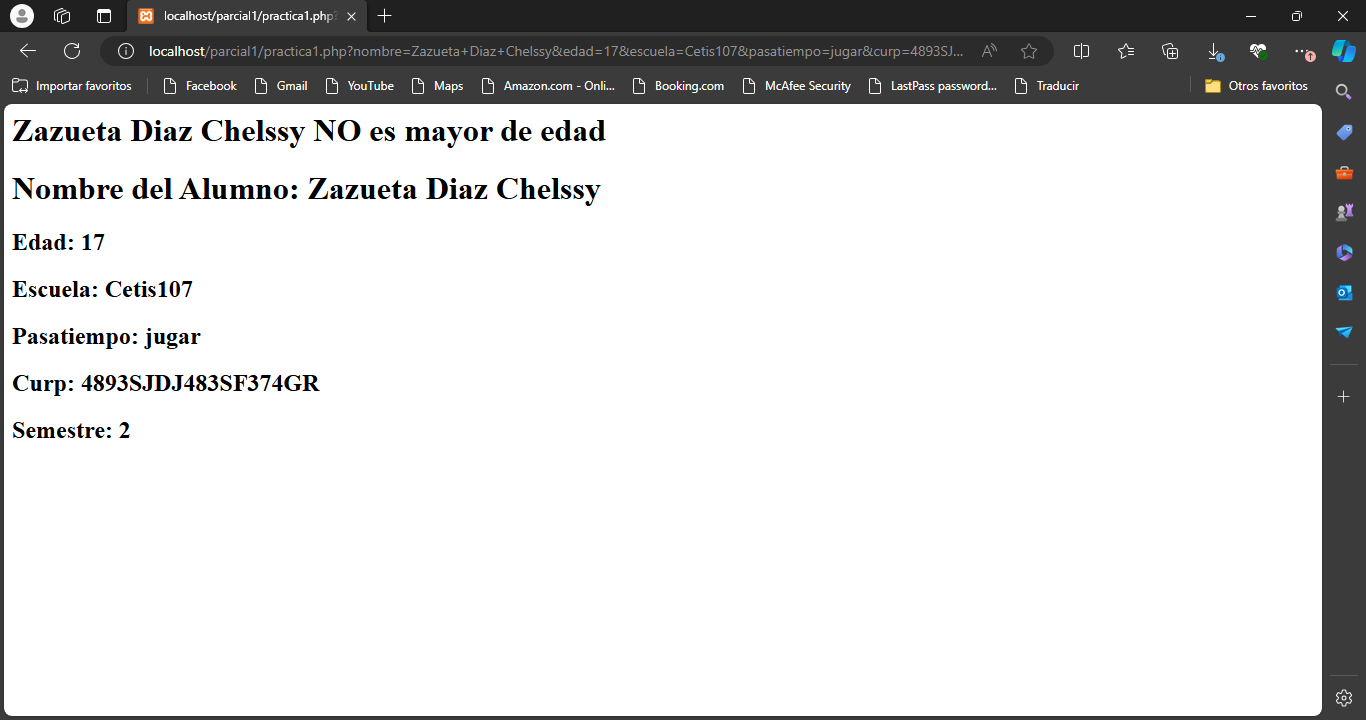 localhost/parcial1/practica1.php?
localhost/parcial1/practica1.php?nombre=Zazueta+Diaz+Chelssy&edad=17&escuela=Cetis107&pasatiempo=jugar&curp=4893SJ...
Importar favoritos Facebook Gmail YouTube Maps Amazon.com - Onli... Booking.com McAfee Security LastPass password... Traducir Otros favoritos
Zazueta Diaz Chelssy NO es mayor de edad
Nombre del Alumno: Zazueta Diaz Chelssy
Edad: 17
Escuela: Cetis107
Pasatiempo: jugar
Curp: 4893SJDJ483SF374GR
Semestre: 2